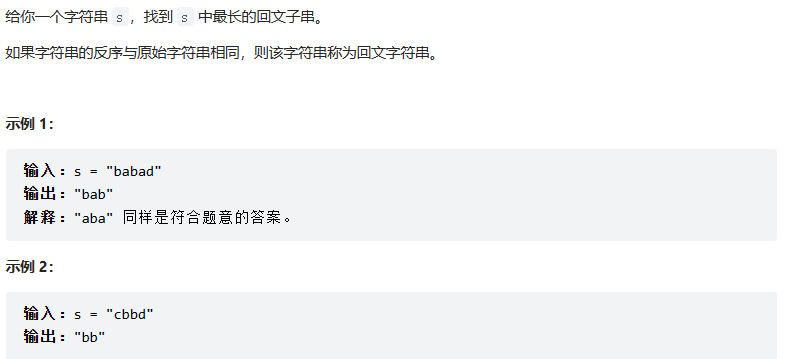 给你一个字符串 s，找到 s 中最长的回文子串。
如果字符串的反序与原始字符串相同，则该字符串称为回文字符串。
示例 1：
输入：s = "babad"
输出："bab"
解释："aba" 同样是符合题意的答案。
示例 2：
输入：s = "cbbd"
输出："bb"